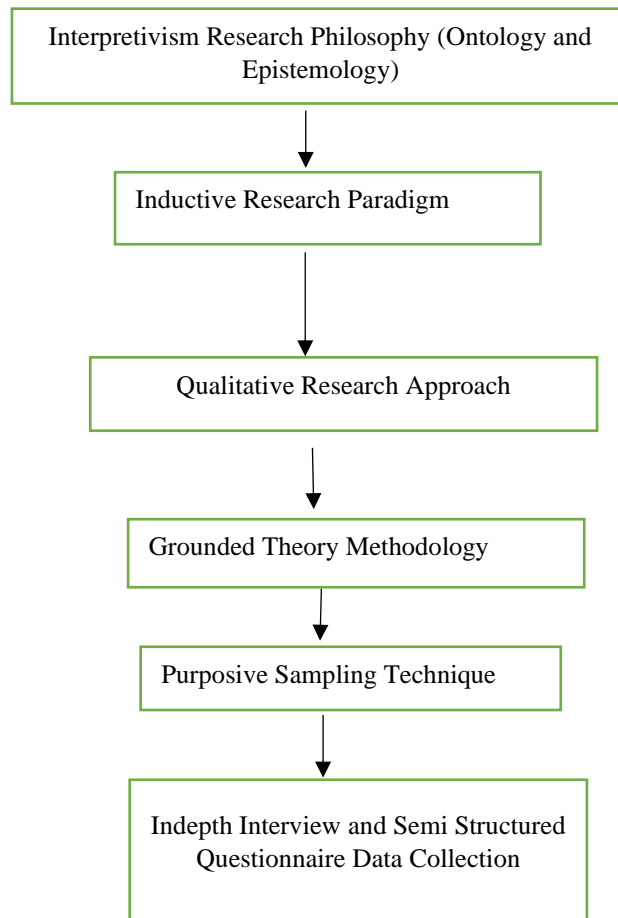 Interpretivism Research Philosophy (Ontology and
Epistemology)
Inductive Research Paradigm
Qualitative Research Approach
Grounded Theory Methodology
Purposive Sampling Technique
Indepth Interview and Semi Structured
Questionnaire Data Collection